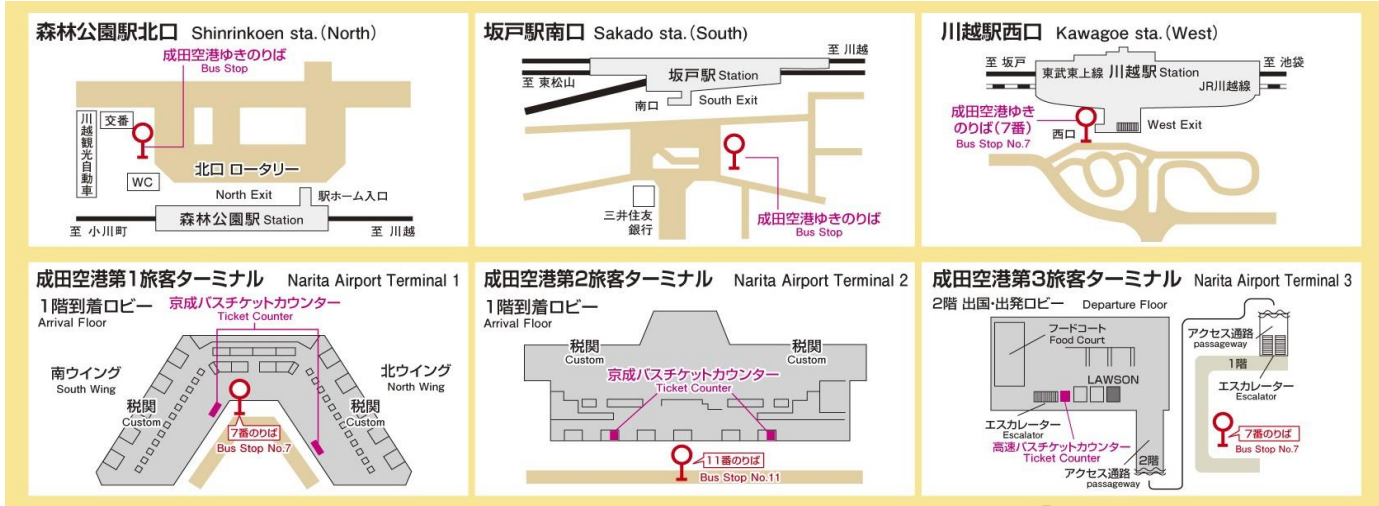 森林公園駅北口 Shinrinkoen sta.(North)
成田空港ゆきのりば
Bus Stop
川越観光自動車
交番
WC
北口 ロータリー
North Exit
駅ホーム入口
森林公園駅 Station
至 小川町
至 川越
坂戸駅南口 Sakado sta.(South)
至 川越
至 東松山
坂戸駅 Station
南口
South Exit
三井住友
銀行
成田空港ゆきのりば
Bus Stop
川越駅西口 Kawagoe sta.(West)
至 坂戸
至 池袋
東武東上線 川越駅 Station
JR川越線
成田空港ゆき
のりば(7番)
Bus Stop No.7
西口
West Exit
成田空港第1旅客ターミナル Narita Airport Terminal 1
1階到着ロビー
Arrival Floor
京成バスチケットカウンター
Ticket Counter
南ウイング
South Wing
北ウイング
North Wing
税関
Custom
税関
Custom
7番のりば
Bus Stop No.7
成田空港第2旅客ターミナル Narita Airport Terminal 2
1階到着ロビー
Arrival Floor
税関
Custom
税関
Custom
京成バスチケットカウンター
Ticket Counter
11番のりば
Bus Stop No.11
成田空港第3旅客ターミナル Narita Airport Terminal 3
2階 出国・出発ロビー Departure Floor
フードコート
Food Court
LAWSON
エスカレーター
Escalator
高速バスチケットカウンター
Ticket Counter
2階
アクセス通路
passageway
アクセス通路
passageway
1階
エスカレーター
Escalator
7番のりば
Bus Stop No.7